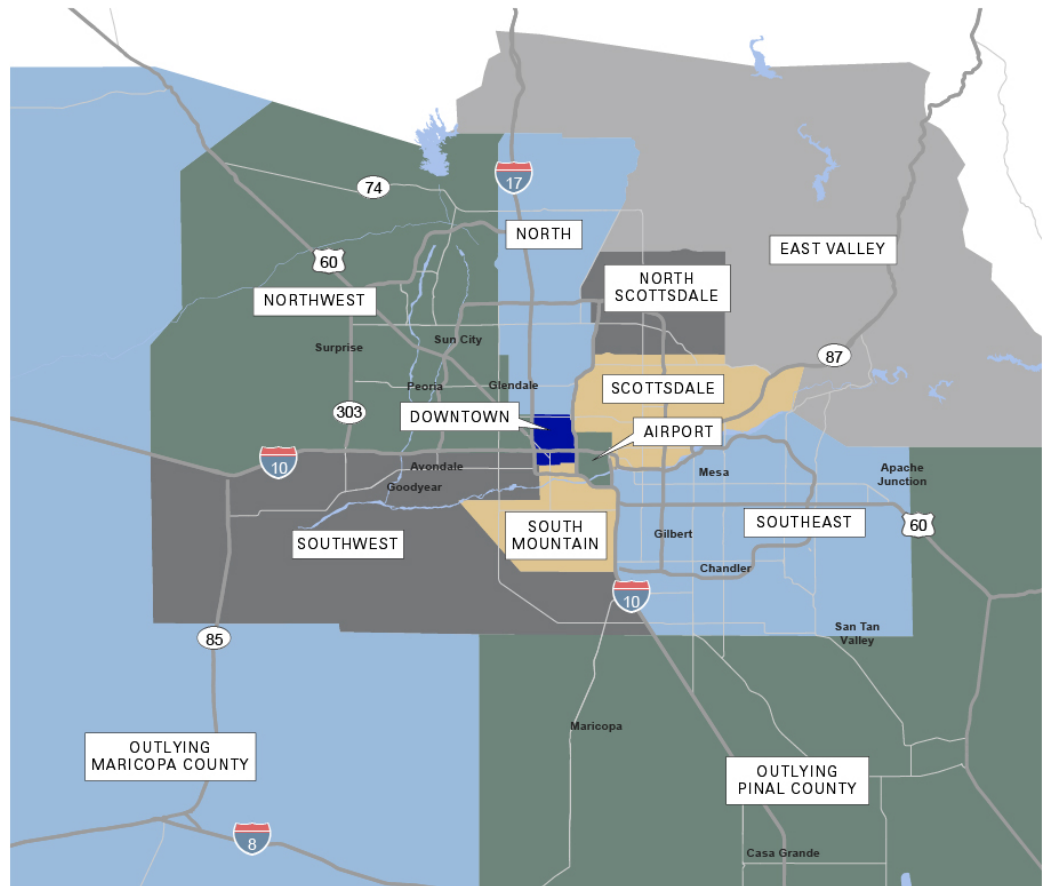 17
74
NORTH
EAST VALLEY
60
NORTH
SCOTTSDALE
NORTHWEST
Sun City
Surprise
87
Peoria
Glendale
SCOTTSDALE
303
DOWNTOWN
AIRPORT
10
Avondale
Mesa
Apache
Junction
Goodyear
SOUTHWEST
SOUTH
MOUNTAIN
Gilbert
SOUTHEAST
60
Chandler
10
85
San Tan
Valley
Maricopa
OUTLYING
MARICOPA COUNTY
OUTLYING
PINAL COUNTY
8
Casa Grande